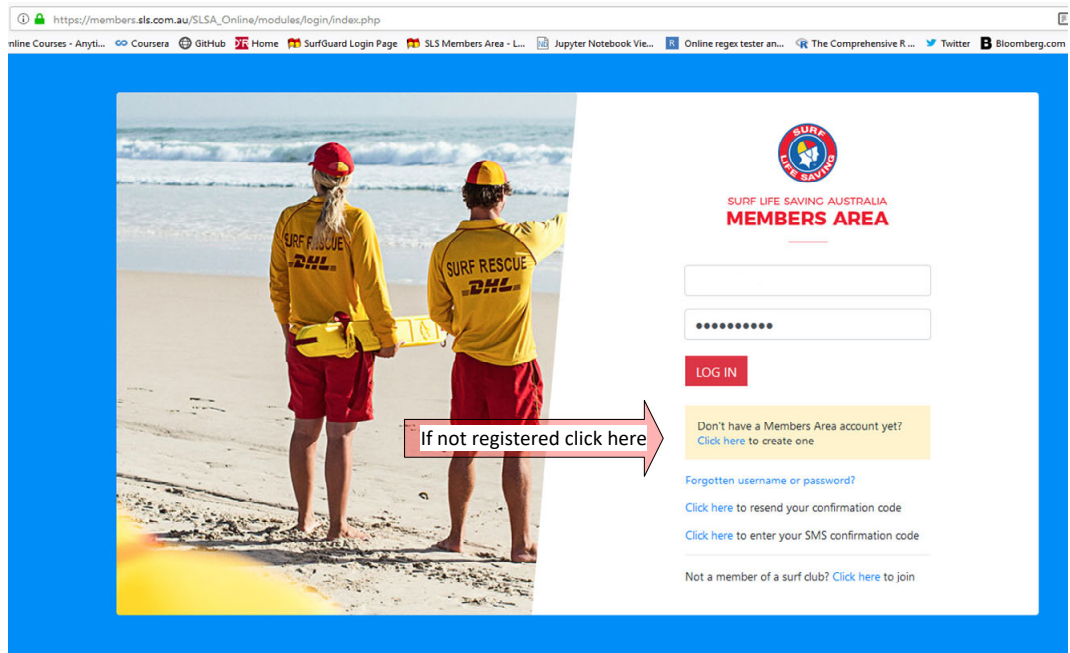 https://members.sls.com.au/SLSA_Online/modules/login/index.php
nline Courses - Anyti... Coursera GitHub Home SurfGuard Login Page SLS Members Area - L... Jupyter Notebook Vie... Online regex tester an... The Comprehensive R ... Twitter Bloomberg.com
SURF
LIFE SAVING
SURF LIFE SAVING AUSTRALIA
MEMBERS AREA
SURF RESCUE
DHL
SURF RESCUE
DHL
••••••••••
LOG IN
If not registered click here
Don't have a Members Area account yet?
Click here to create one
Forgotten username or password?
Click here to resend your confirmation code
Click here to enter your SMS confirmation code
Not a member of a surf club? Click here to join